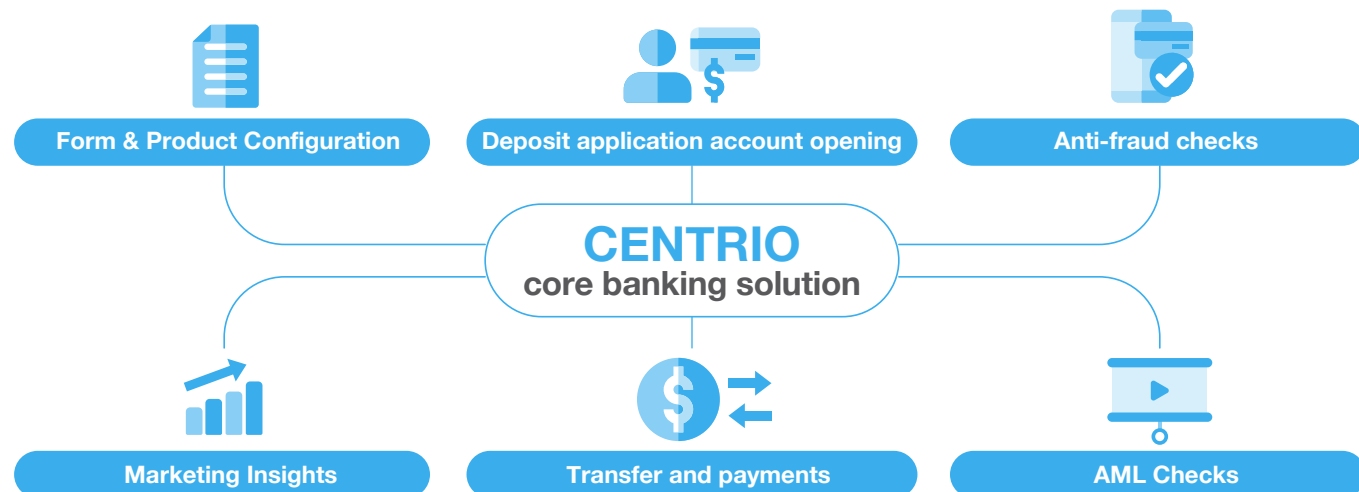 Form & Product Configuration
Deposit application account opening
Anti-fraud checks
CENTRIO
core banking solution
Marketing Insights
Transfer and payments
AML Checks